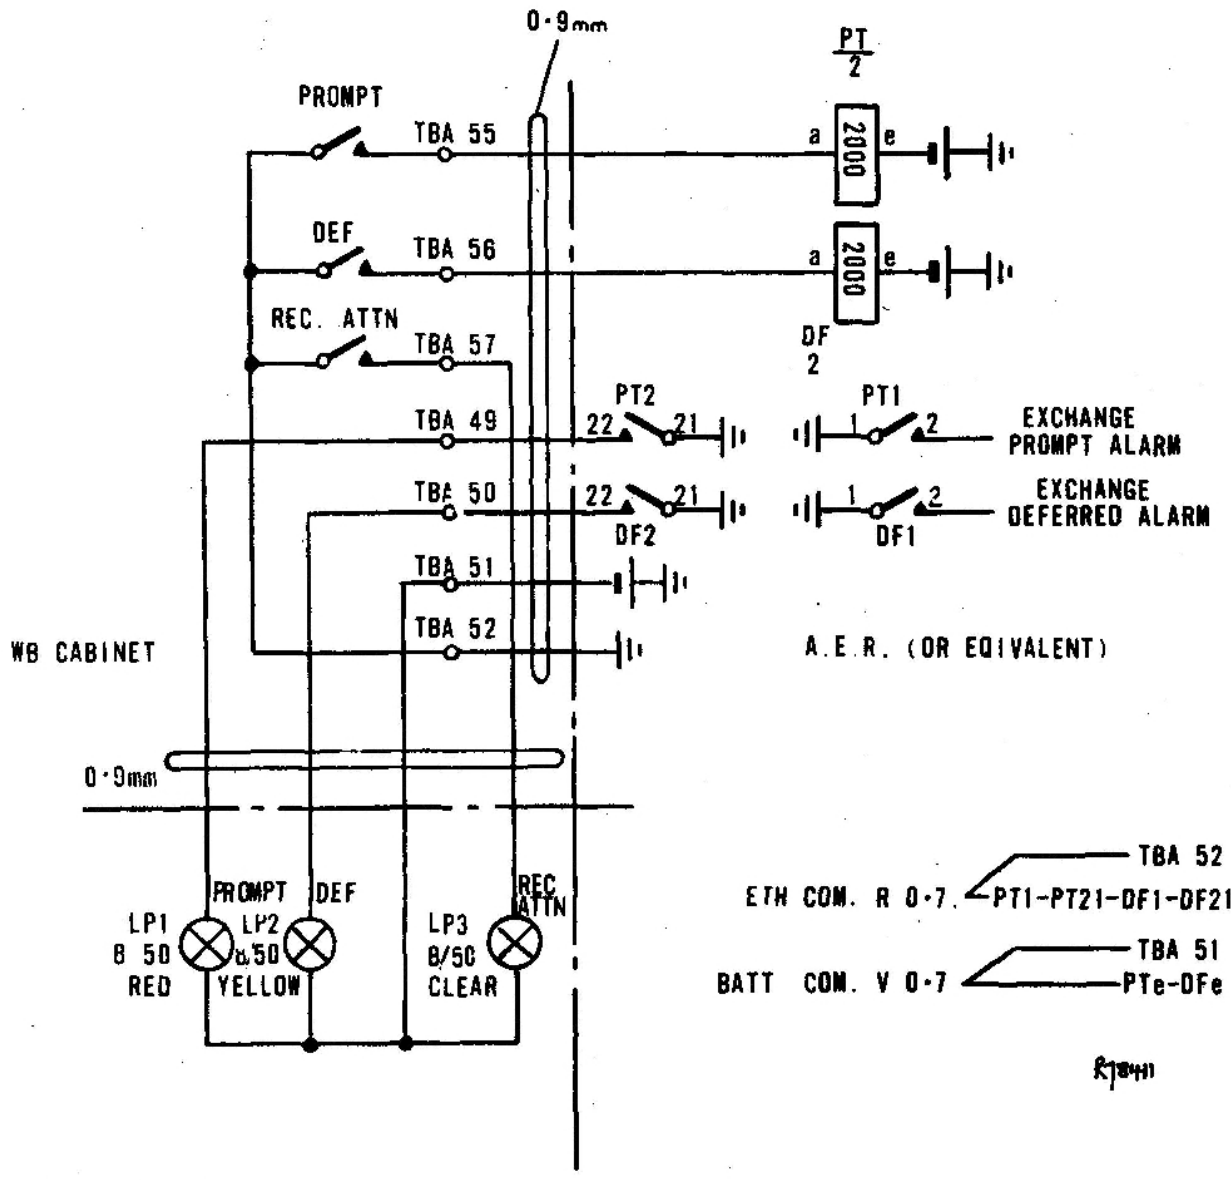 0·9mm
PT
2
PROMPT
TBA 55
a
2000
e
DEF
TBA 56
a
2000
e
REC. ATTN
TBA 57
DF
2
TBA 49
22
PT2
21
PT1
1
2
EXCHANGE
PROMPT ALARM
TBA 50
22
21
DF2
1
2
DF1
EXCHANGE
DEFERRED ALARM
TBA 51
TBA 52
WB CABINET
A.E.R. (OR EQIVALENT)
0·9mm
PROMPT
DEF
REC
ATTN
LP1
8 50
RED
LP2
8/50
YELLOW
LP3
8/50
CLEAR
TBA 52
ETH COM. R 0·7.
PT1-PT21-DF1-DF21
TBA 51
BATT COM. V 0·7
PTe-DFe